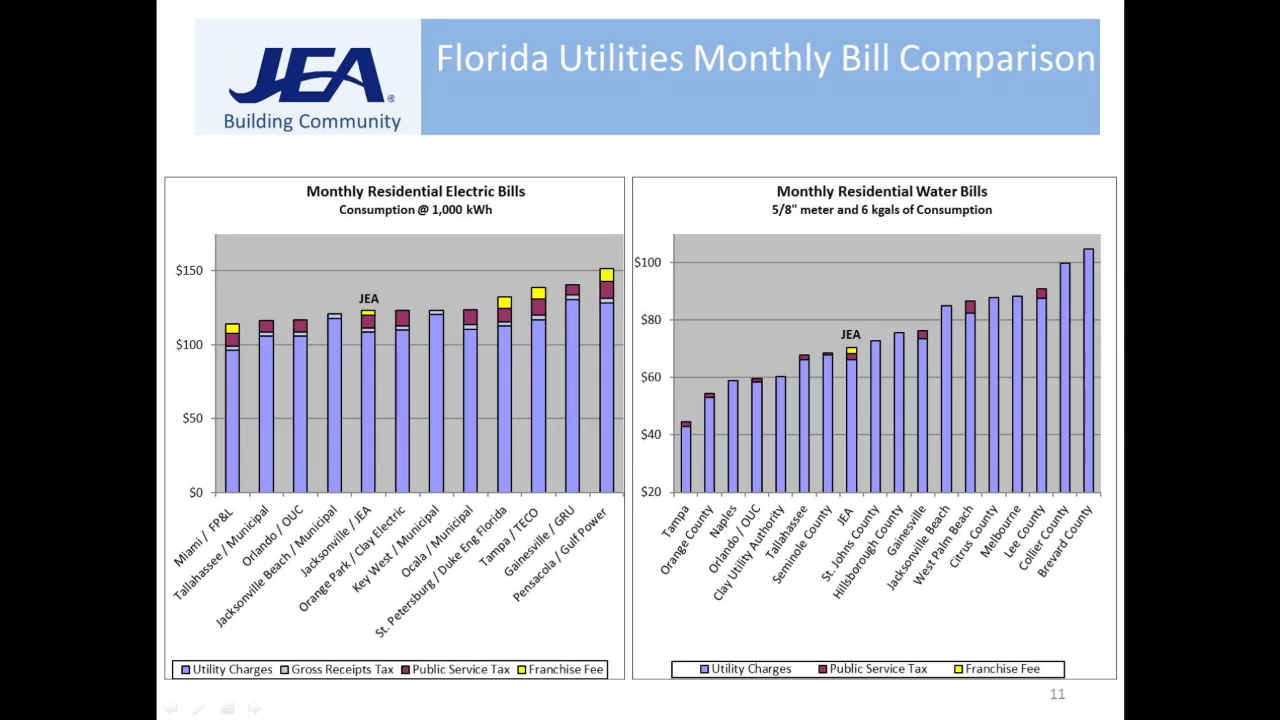 JEA®
Building Community
Florida Utilities Monthly Bill Comparison
Monthly Residential Electric Bills
Consumption @ 1,000 kWh
$150
$100
$50
$0
JEA
Miami / FP&L
Tallahassee / Municipal
Orlando / OUC
Jacksonville Beach / Municipal
Jacksonville / JEA
Orange Park / Clay Electric
Key West / Municipal
Ocala / Municipal
St. Petersburg / Duke Eng Florida
Tampa / TECO
Gainesville / GRU
Pensacola / Gulf Power
Utility Charges Gross Receipts Tax Public Service Tax Franchise Fee
Monthly Residential Water Bills
5/8" meter and 6 kgals of Consumption
$100
$80
$60
$40
$20
JEA
Tampa
Orange County
Naples
Orlando / OUC
Clay Utility Authority
Tallahassee
Seminole County
JEA
St. Johns County
Hillsborough County
Gainesville
Jacksonville Beach
West Palm Beach
Citrus County
Melbourne
Lee County
Collier County
Brevard County
Utility Charges Public Service Tax Franchise Fee
11